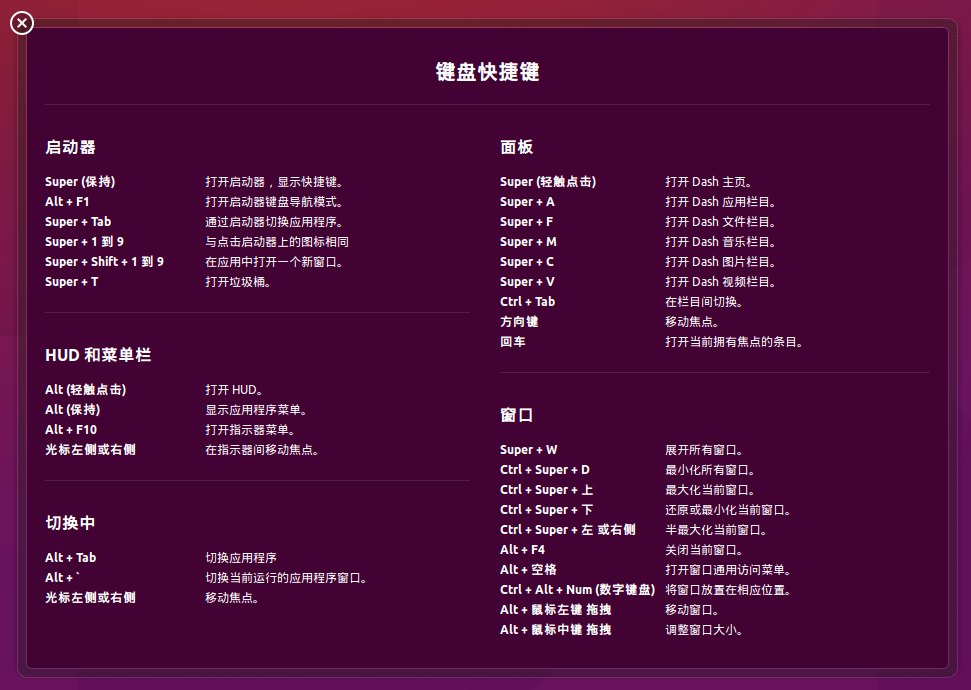 键盘快捷键
启动器
Super (保持) 打开启动器，显示快捷键。
Alt + F1 打开启动器键盘导航模式。
Super + Tab 通过启动器切换应用程序。
Super + 1 到 9 与点击启动器上的图标相同
Super + Shift + 1 到 9 在应用中打开一个新窗口。
Super + T 打开垃圾桶。
HUD 和菜单栏
Alt (轻触点击) 打开 HUD。
Alt (保持) 显示应用程序菜单。
Alt + F10 打开指示器菜单。
光标左侧或右侧 在指示器间移动焦点。
切换中
Alt + Tab 切换应用程序
Alt + ` 切换当前运行的应用程序窗口。
光标左侧或右侧 移动焦点。
面板
Super (轻触点击) 打开 Dash 主页。
Super + A 打开 Dash 应用栏目。
Super + F 打开 Dash 文件栏目。
Super + M 打开 Dash 音乐栏目。
Super + C 打开 Dash 图片栏目。
Super + V 打开 Dash 视频栏目。
Ctrl + Tab 在栏目间切换。
方向键 移动焦点。
回车 打开当前拥有焦点的条目。
窗口
Super + W 展开所有窗口。
Ctrl + Super + D 最小化所有窗口。
Ctrl + Super + 上 最大化当前窗口。
Ctrl + Super + 下 还原或最小化当前窗口。
Ctrl + Super + 左 或右侧 半最大化当前窗口。
Alt + F4 关闭当前窗口。
Alt + 空格 打开窗口通用访问菜单。
Ctrl + Alt + Num (数字键盘) 将窗口放置在相应位置。
Alt + 鼠标左键 拖拽 移动窗口。
Alt + 鼠标中键 拖拽 调整窗口大小。